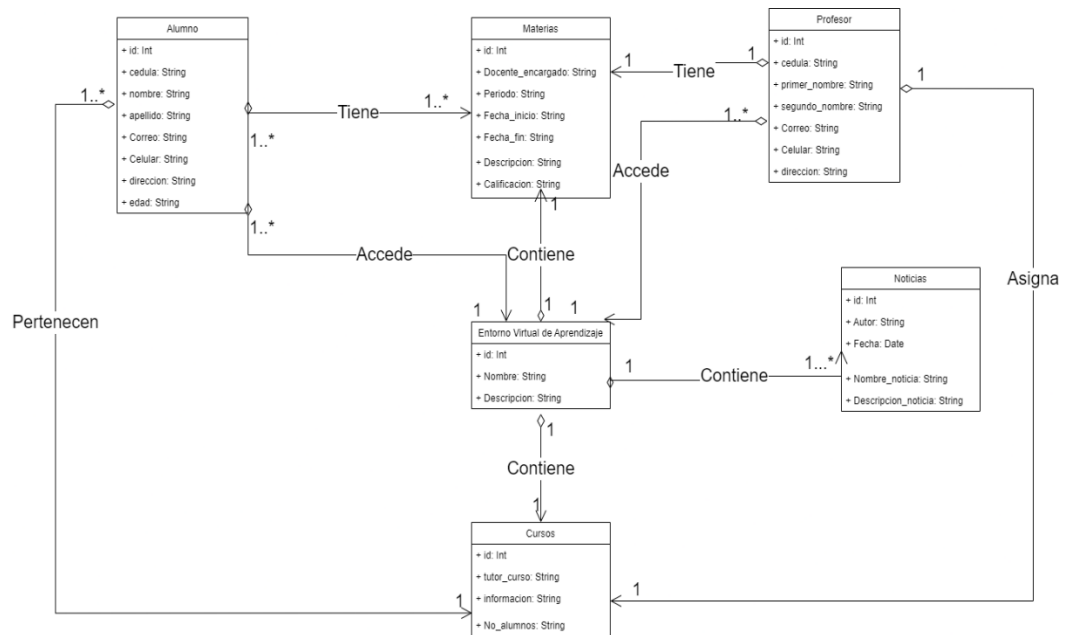 Alumno
+ id: Int
+ cedula: String
+ nombre: String
+ apellido: String
+ Correo: String
+ Celular: String
+ direccion: String
+ edad: String
1..*
1..*
1..*
Tiene
1..*
Materias
+ id: Int
+ Docente_encargado: String
+ Periodo: String
+ Fecha_inicio: String
+ Fecha_fin: String
+ Descripcion: String
+ Calificacion: String
1
Tiene
1
Profesor
+ id: Int
+ cedula: String
+ primer_nombre: String
+ segundo_nombre: String
+ Correo: String
+ Celular: String
+ direccion: String
1
1..*
Accede
1
Accede
1
1
Contiene
1
Pertenecen
Asigna
Entorno Virtual de Aprendizaje
+ id: Int
+ Nombre: String
+ Descripcion: String
1
Contiene
1...*
Noticias
+ id: Int
+ Autor: String
+ Fecha: Date
+ Nombre_noticia: String
+ Descripcion_noticia: String
1
Contiene
1
Cursos
+ id: Int
+ tutor_curso: String
+ informacion: String
+ No_alumnos: String
1
1